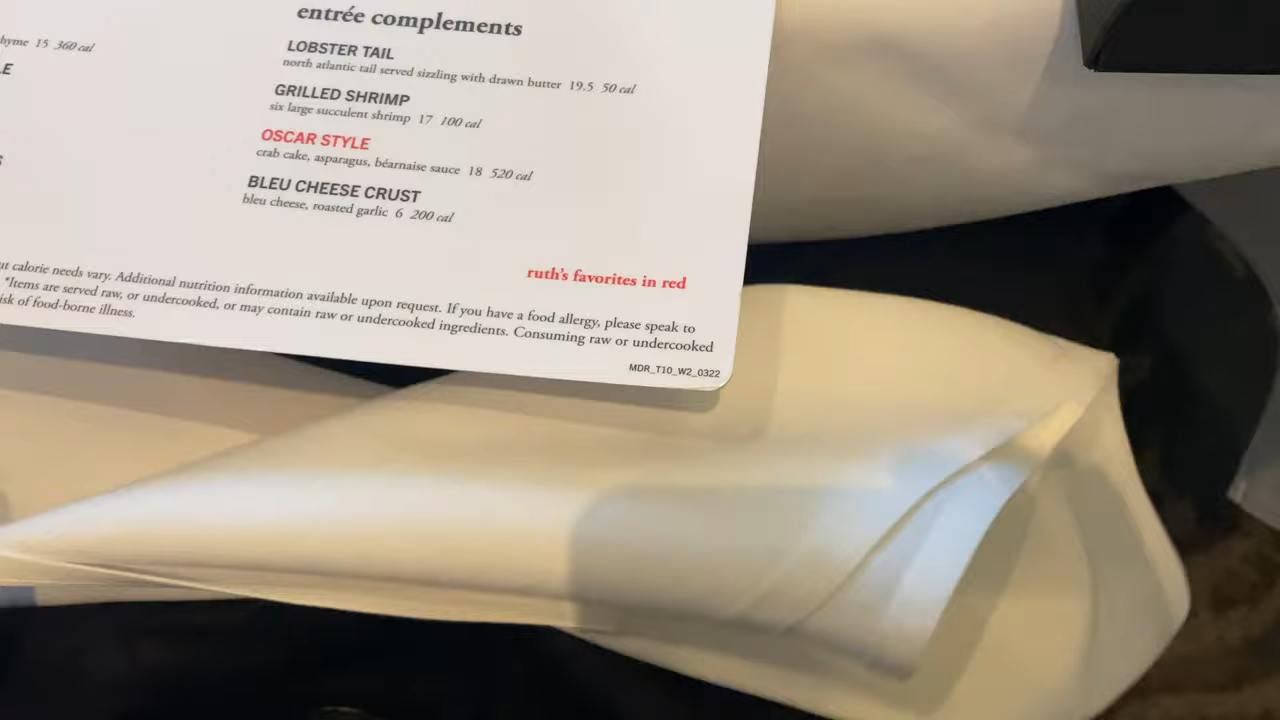 hyme 15 360 cal
LE
S
entrée complements
LOBSTER TAIL
north atlantic tail served sizzling with drawn butter 19.5 50 cal
GRILLED SHRIMP
six large succulent shrimp 17 100 cal
OSCAR STYLE
crab cake, asparagus, béarnaise sauce 18 520 cal
BLEU CHEESE CRUST
bleu cheese, roasted garlic 6 200 cal
ruth's favorites in red
ut calorie needs vary. Additional nutrition information available upon request. If you have a food allergy, please speak to
*Items are served raw, or undercooked, or may contain raw or undercooked ingredients. Consuming raw or undercooked
isk of food-borne illness.
MDR_T10_W2_0322